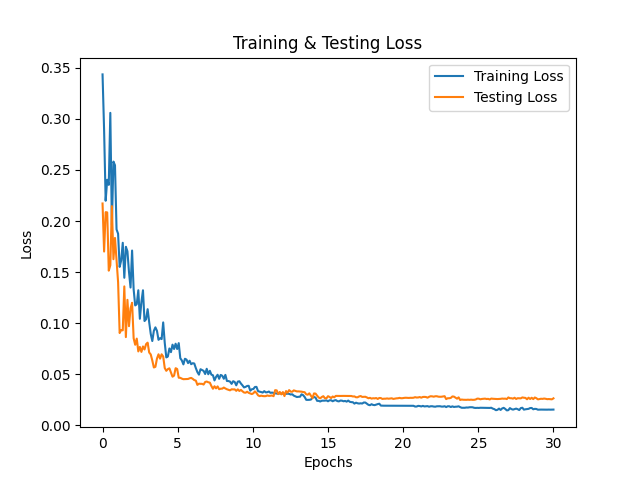 Training & Testing Loss
Training Loss
Testing Loss
Loss
0.35
0.30
0.25
0.20
0.15
0.10
0.05
0.00
0 5 10 15 20 25 30
Epochs